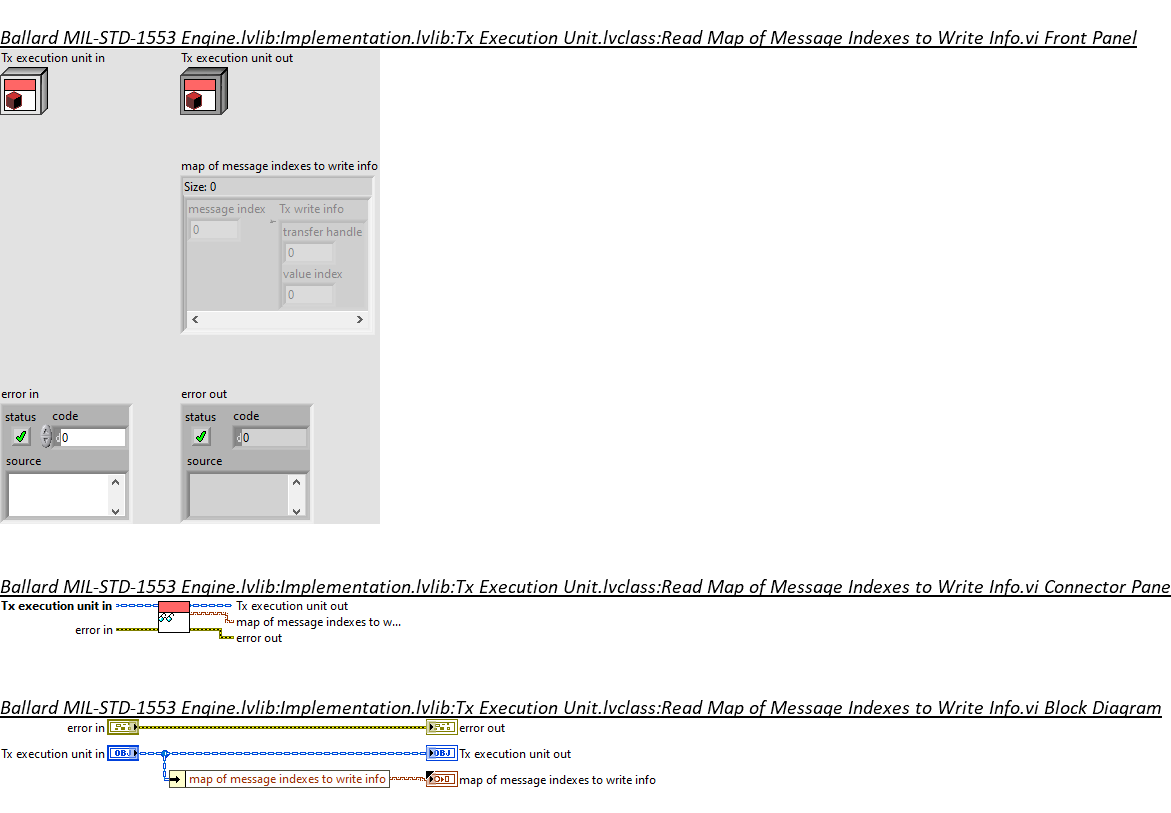 Ballard MIL-STD-1553 Engine.lvlib:Implementation.lvlib:Tx Execution Unit.lvclass:Read Map of Message Indexes to Write Info.vi Front Panel
Tx execution unit in
Tx execution unit out
map of message indexes to write info
Size: 0
message index
Tx write info
0
transfer handle
0
value index
0
error in
error out
status code
status code
d0
d0
source
source
Ballard MIL-STD-1553 Engine.lvlib:Implementation.lvlib:Tx Execution Unit.lvclass:Read Map of Message Indexes to Write Info.vi Connector Pane
Tx execution unit in
Tx execution unit out
map of message indexes to w...
error in
error out
Ballard MIL-STD-1553 Engine.lvlib:Implementation.lvlib:Tx Execution Unit.lvclass:Read Map of Message Indexes to Write Info.vi Block Diagram
error in
error out
Tx execution unit in
OBJ
OBJ
Tx execution unit out
map of message indexes to write info
map of message indexes to write info